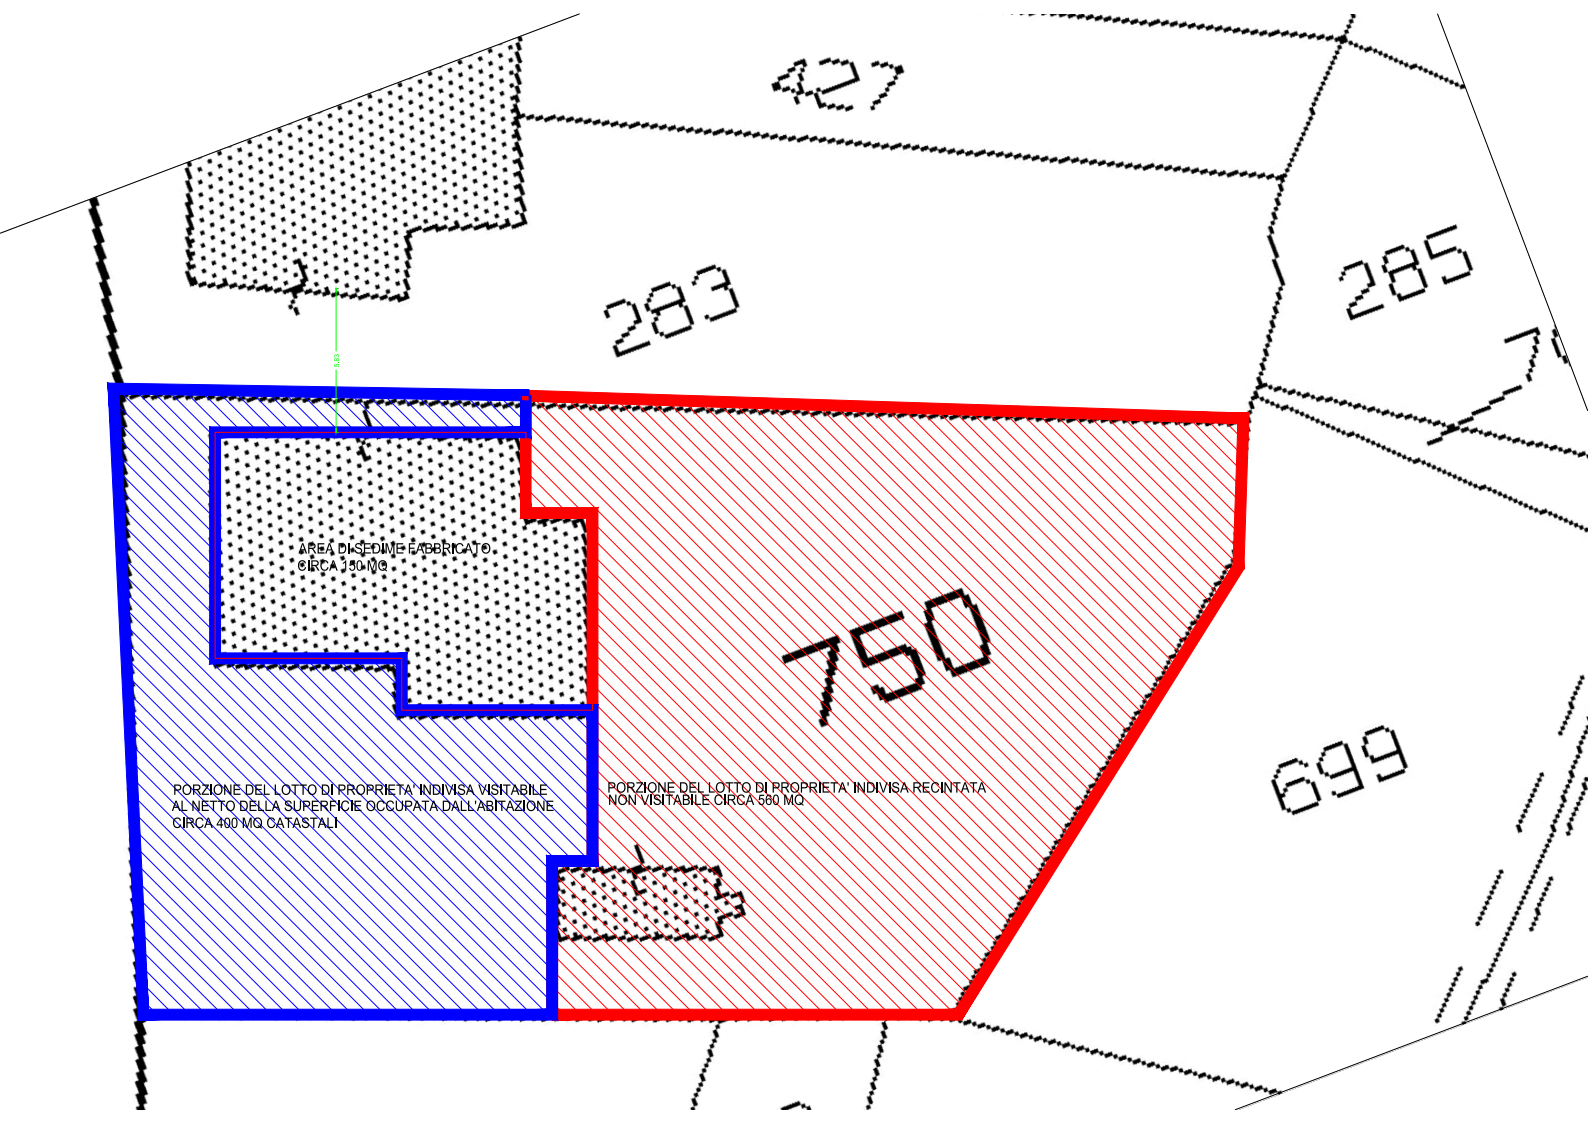 427
283
285
AREA DI SEDIME FABBRICATO
CIRCA 150 MQ
750
699
PORZIONE DEL LOTTO DI PROPRIETA' INDIVISA VISITABILE
AL NETTO DELLA SUPERFICIE OCCUPATA DALL'ABITAZIONE
CIRCA 400 MQ CATASTALI
PORZIONE DEL LOTTO DI PROPRIETA' INDIVISA RECINTATA
NON VISITABILE CIRCA 560 MQ